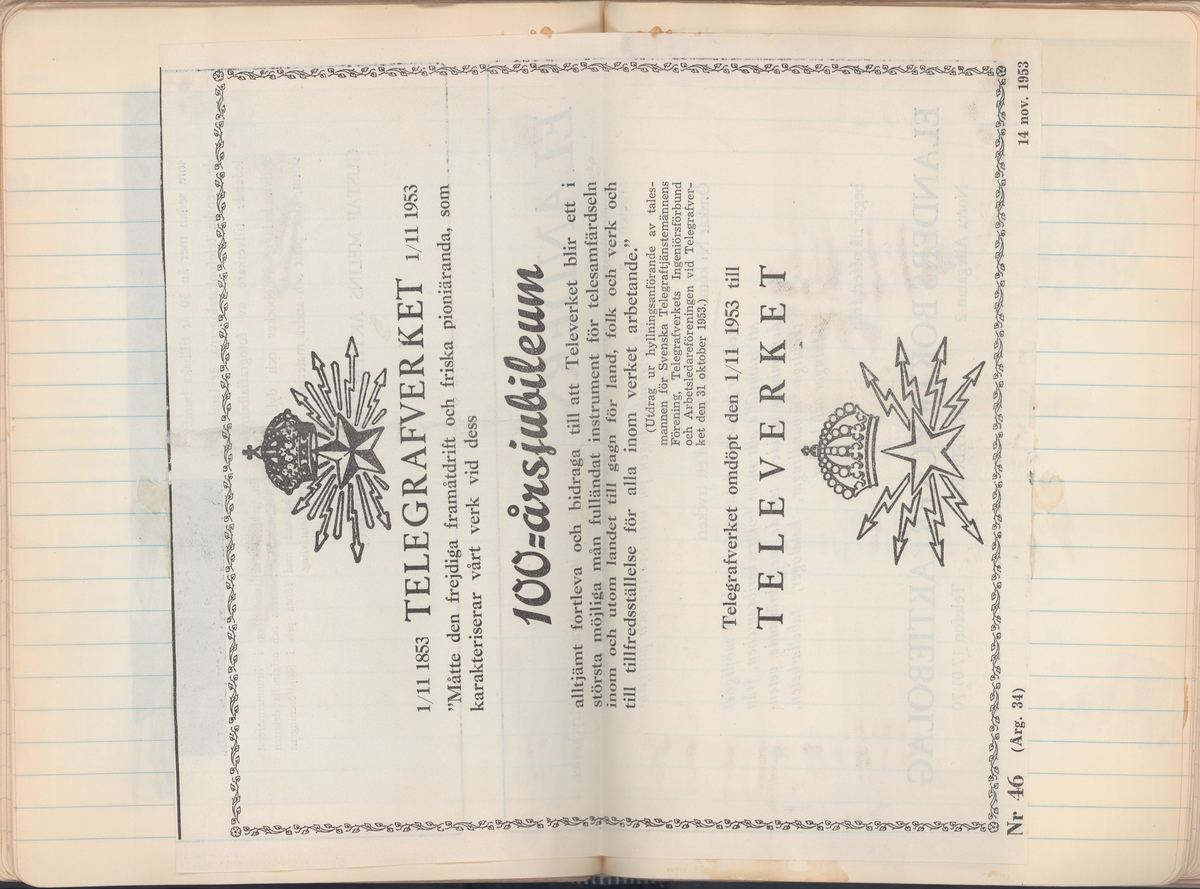 1/11 1853 TELEGRAFVERKET 1/11 1953
”Måtte den frejdiga framåtdrift och friska pioniäranda, som
karakteriserar vårt verk vid dess
100=årsjubileum
alltjämt fortleva och bidraga till att Televerket blir ett i
största möjliga mån fulländat instrument för telesamfärdseln
inom och utom landet till gagn för land, folk och verk och
till tillfredsställelse för alla inom verket arbetande.”
(Utdrag ur hyllningsanförande av tales-
mannen för Svenska Telegraftjänstemännens
Förening, Telegrafverkets Ingeniörsförbund
och Arbetsledareföreningen vid Telegrafver-
ket den 31 oktober 1953.)
Telegrafverket omdöpt den 1/11 1953 till
TELEVERKET
Nr 46 (Årg. 34) 14 nov. 1953